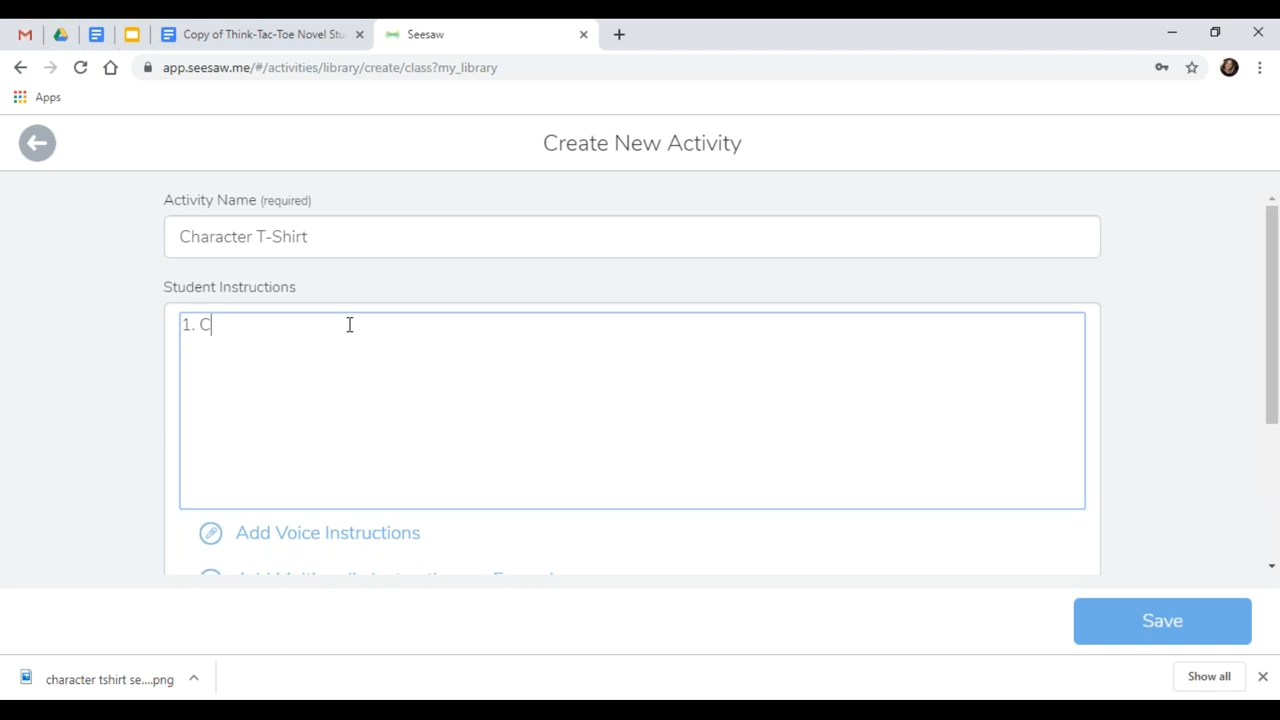 Copy of Think-Tac-Toe Novel Stu
Seesaw
app.seesaw.me/#/activities/library/create/class?my_library
Apps
Create New Activity
Activity Name (required)
Character T-Shirt
Student Instructions
1. C
Add Voice Instructions
Save
character tshirt se....png
Show all